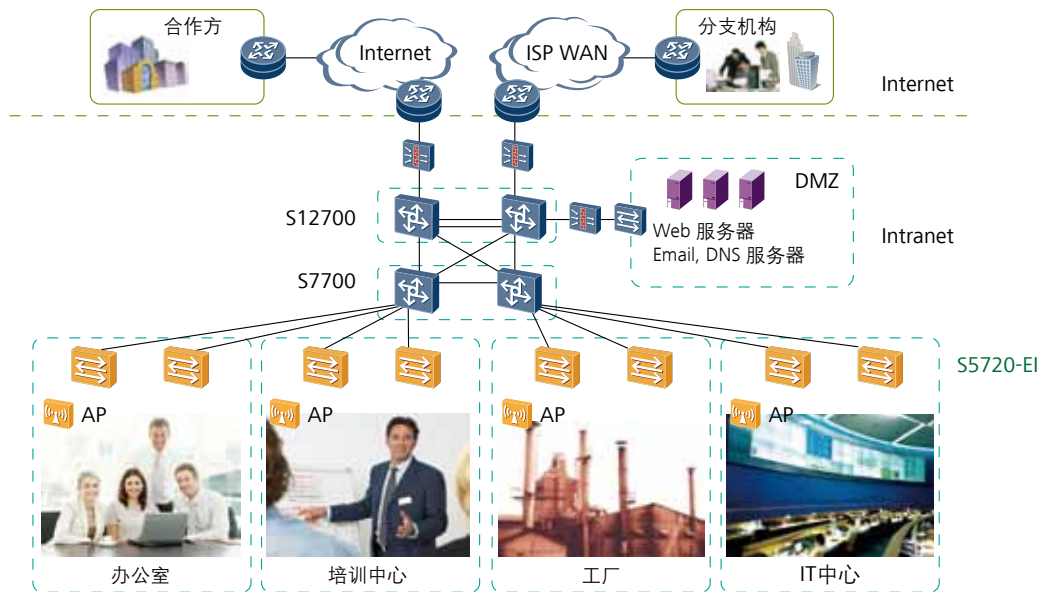 合作方
Internet
ISP WAN
分支机构
Internet
DMZ
S12700
Web 服务器
Email, DNS 服务器
Intranet
S7700
S5720-EI
AP
AP
AP
AP
办公室
培训中心
工厂
IT中心